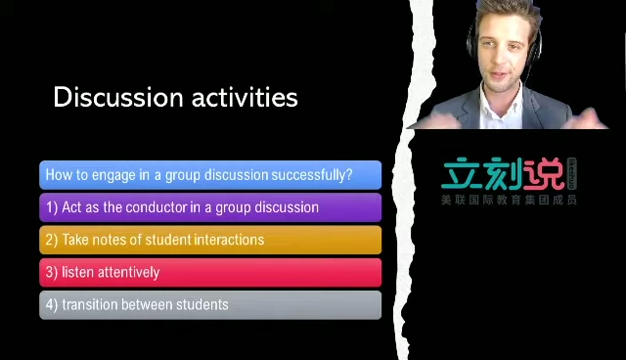 Discussion activities
How to engage in a group discussion successfully?
1) Act as the conductor in a group discussion
2) Take notes of student interactions
3) listen attentively
4) transition between students
立刻说
美联国际教育集团成员